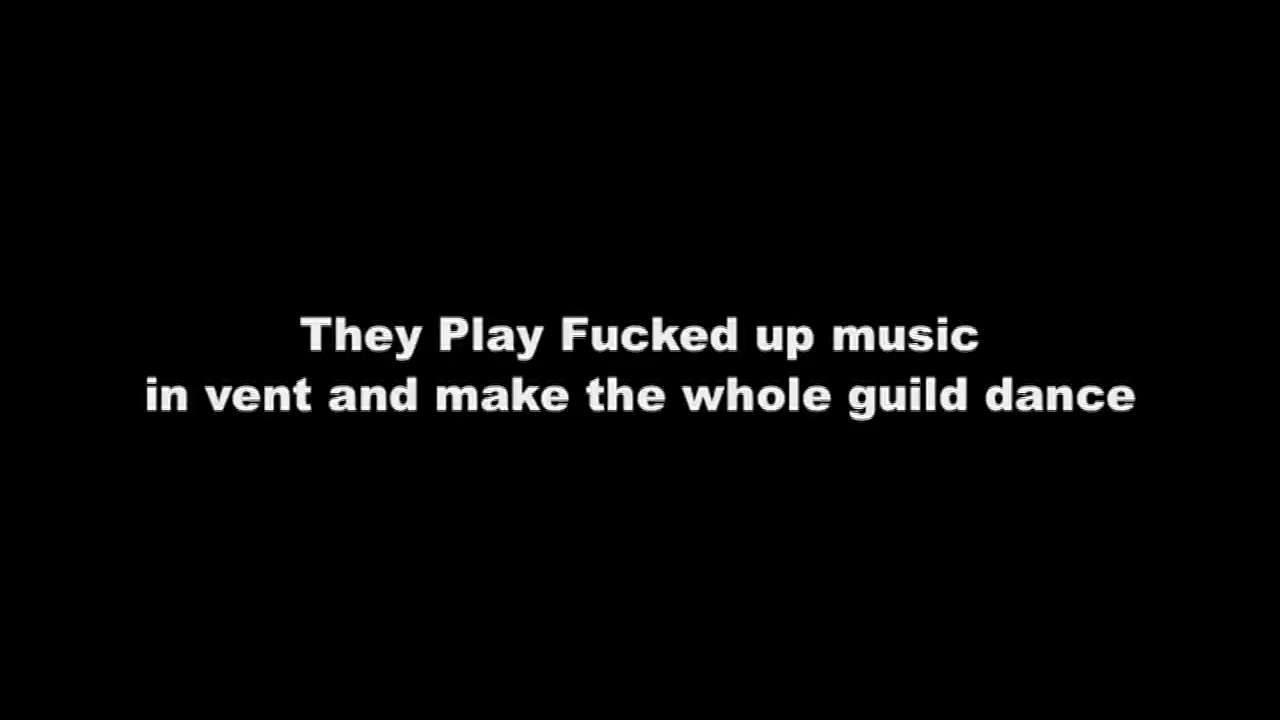 They Play Fucked up music
in vent and make the whole guild dance